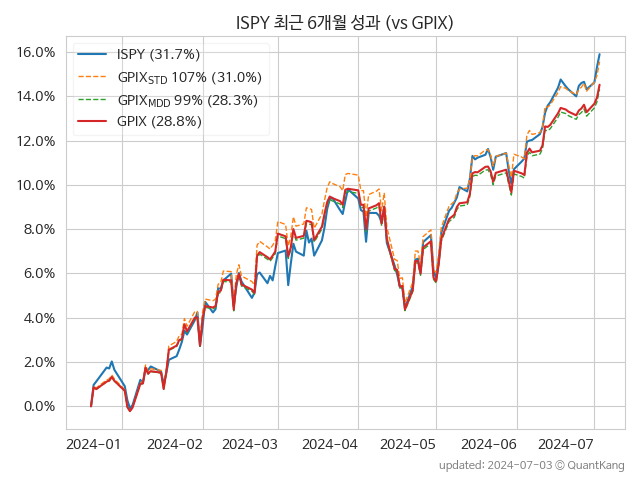 ISPY 최근 6개월 성과 (vs GPIX)
ISPY (31.7%)
GPIX_STD 107% (31.0%)
GPIX_MDD 99% (28.3%)
GPIX (28.8%)
16.0%
14.0%
12.0%
10.0%
8.0%
6.0%
4.0%
2.0%
0.0%
2024-01 2024-02 2024-03 2024-04 2024-05 2024-06 2024-07
updated: 2024-07-03 © QuantKang